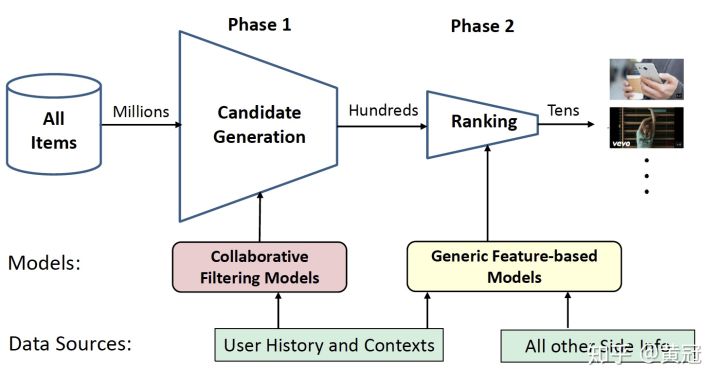 Phase 1
Phase 2
All
Items
Millions
Candidate
Generation
Hundreds
Ranking
Tens
vevo
Models:
Collaborative
Filtering Models
Generic Feature-based
Models
Data Sources:
User History and Contexts
All other Side Info
知乎 @黄冠